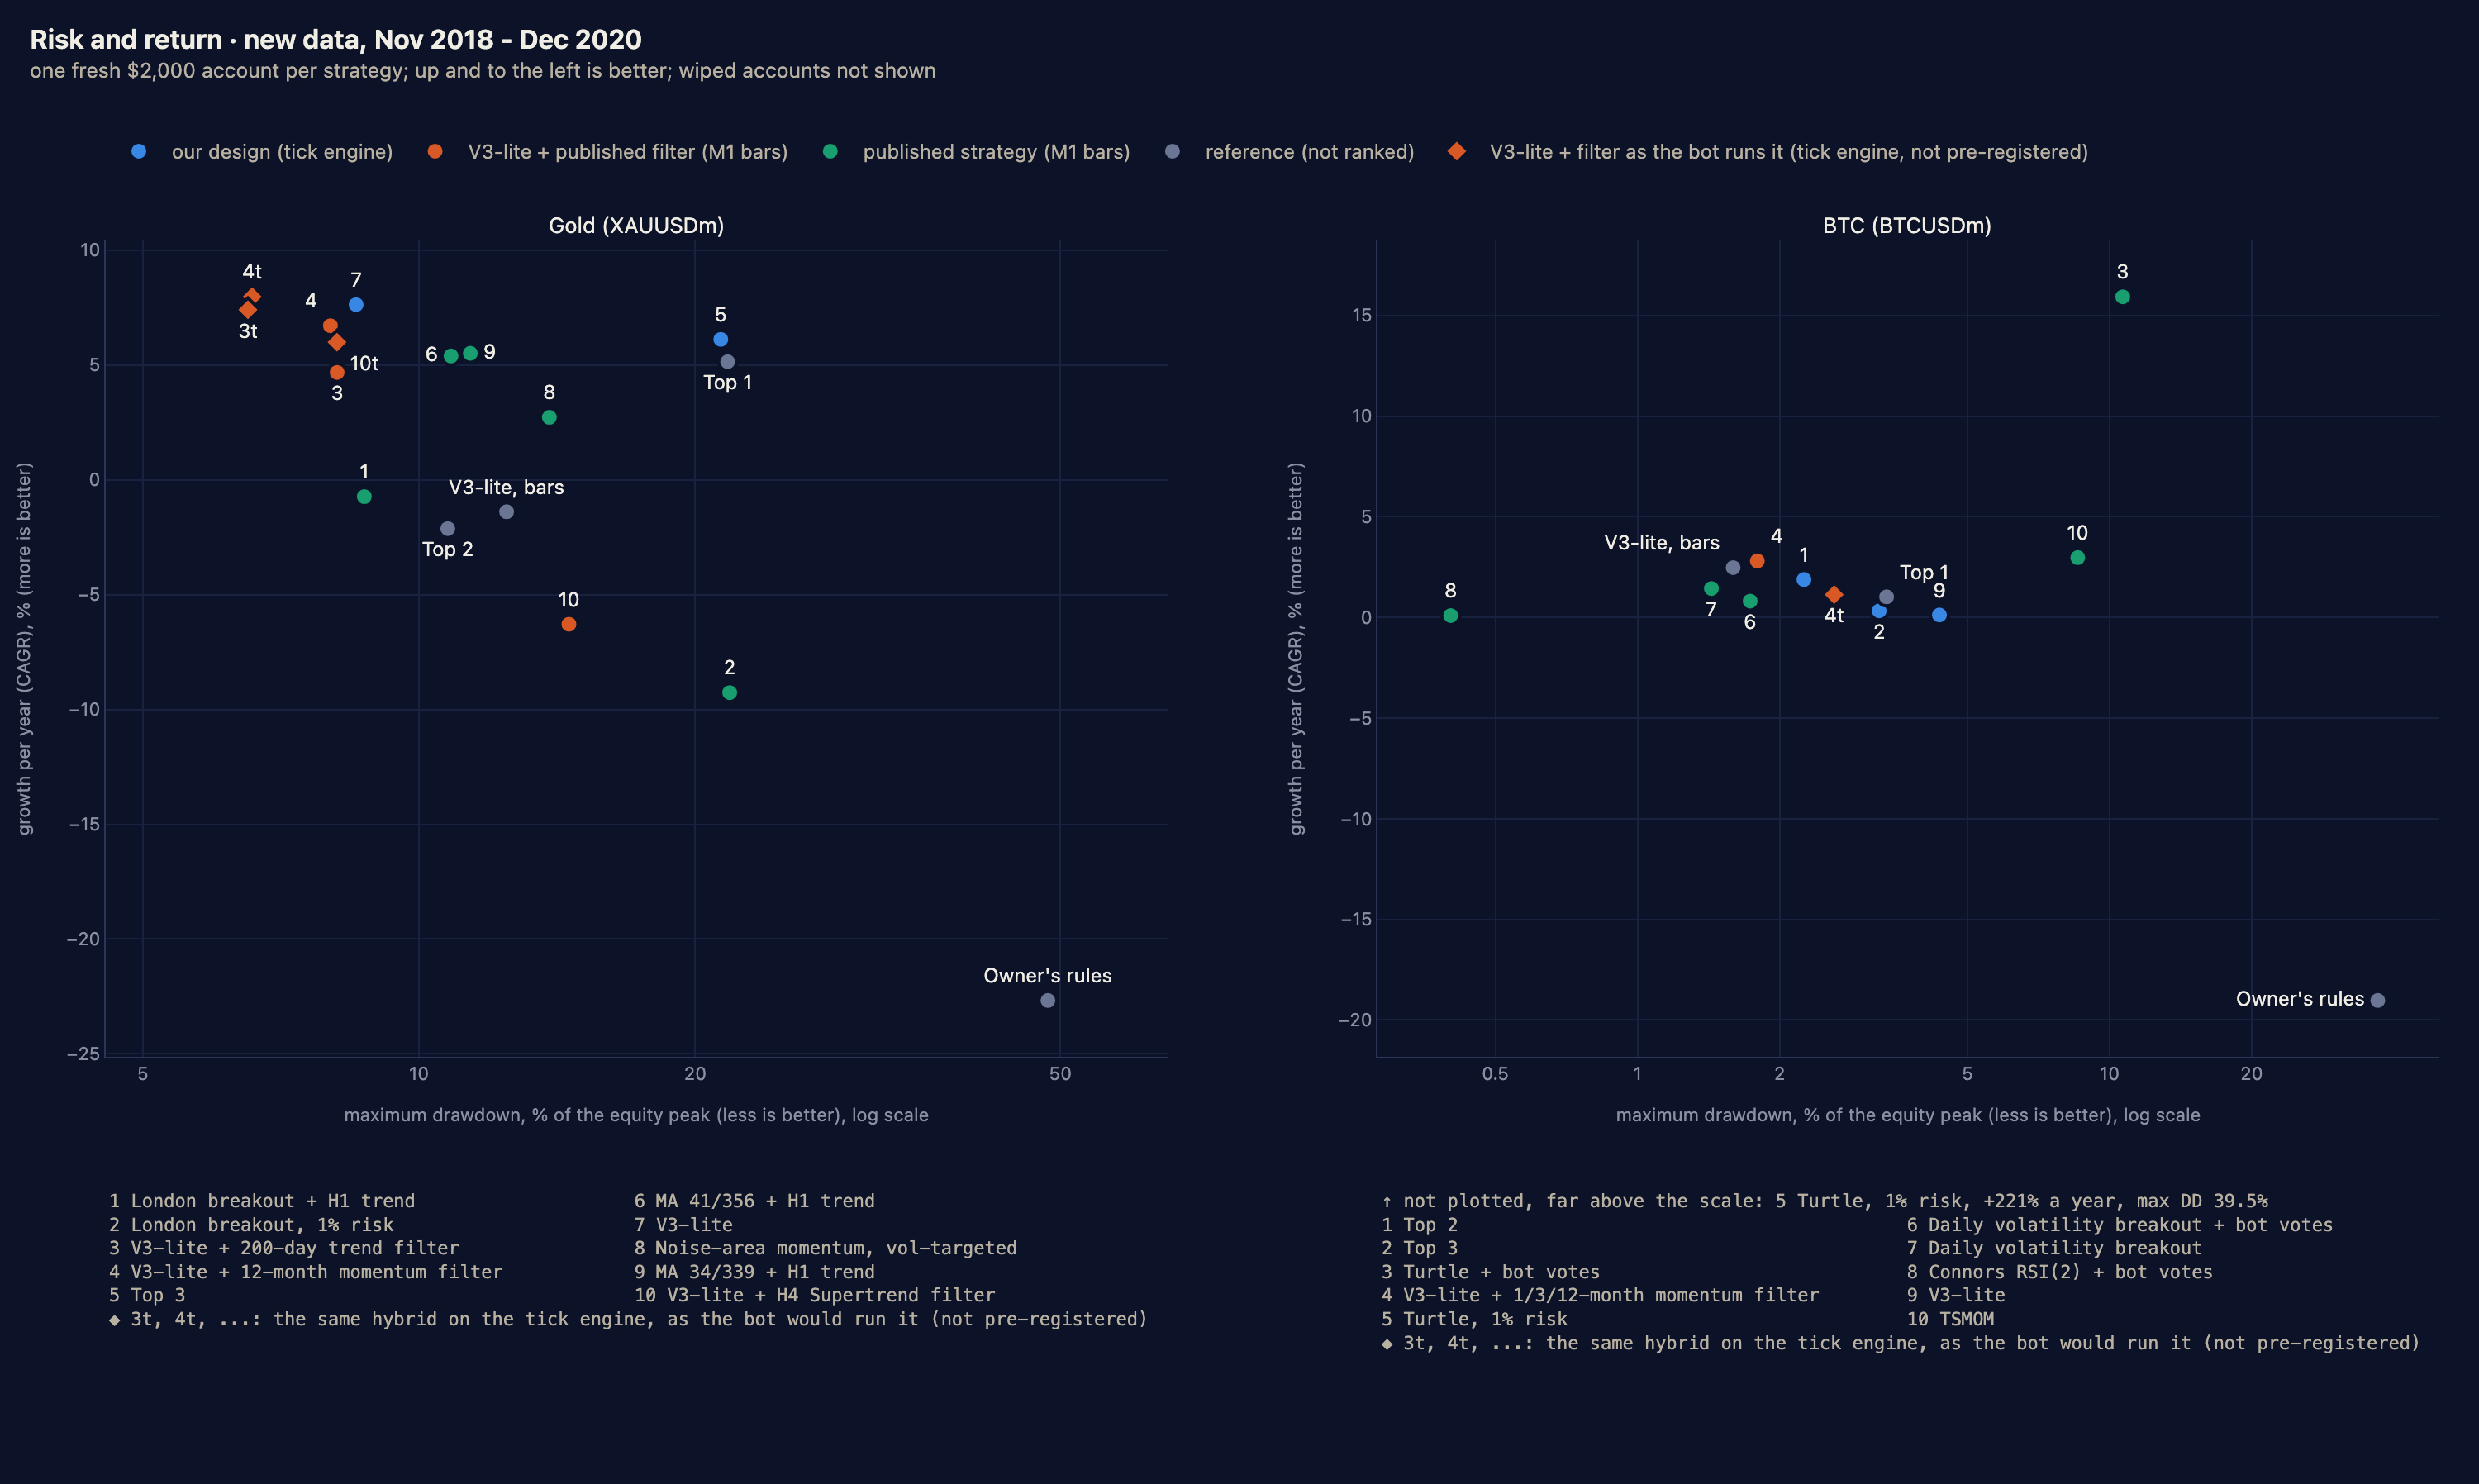 Risk and return · new data, Nov 2018 - Dec 2020
one fresh $2,000 account per strategy; up and to the left is better; wiped accounts not shown
our design (tick engine)
V3-lite + published filter (M1 bars)
published strategy (M1 bars)
reference (not ranked)
V3-lite + filter as the bot runs it (tick engine, not pre-registered)
Gold (XAUUSDm)
growth per year (CAGR), % (more is better)
10
5
0
−5
−10
−15
−20
−25
4t
3t
4
7
10t
3
6
9
5
Top 1
8
1
V3-lite, bars
Top 2
10
2
Owner's rules
5
10
20
50
maximum drawdown, % of the equity peak (less is better), log scale
1 London breakout + H1 trend
2 London breakout, 1% risk
3 V3-lite + 200-day trend filter
4 V3-lite + 12-month momentum filter
5 Top 3
6 MA 41/356 + H1 trend
7 V3-lite
8 Noise-area momentum, vol-targeted
9 MA 34/339 + H1 trend
10 V3-lite + H4 Supertrend filter
◆ 3t, 4t, ...: the same hybrid on the tick engine, as the bot would run it (not pre-registered)
BTC (BTCUSDm)
growth per year (CAGR), % (more is better)
15
10
5
0
−5
−10
−15
−20
3
10
V3-lite, bars
4
1
Top 1
9
8
7
6
4t
2
Owner's rules
0.5
1
2
5
10
20
maximum drawdown, % of the equity peak (less is better), log scale
↑ not plotted, far above the scale: 5 Turtle, 1% risk, +221% a year, max DD 39.5%
1 Top 2
2 Top 3
3 Turtle + bot votes
4 V3-lite + 1/3/12-month momentum filter
5 Turtle, 1% risk
6 Daily volatility breakout + bot votes
7 Daily volatility breakout
8 Connors RSI(2) + bot votes
9 V3-lite
10 TSMOM
◆ 3t, 4t, ...: the same hybrid on the tick engine, as the bot would run it (not pre-registered)